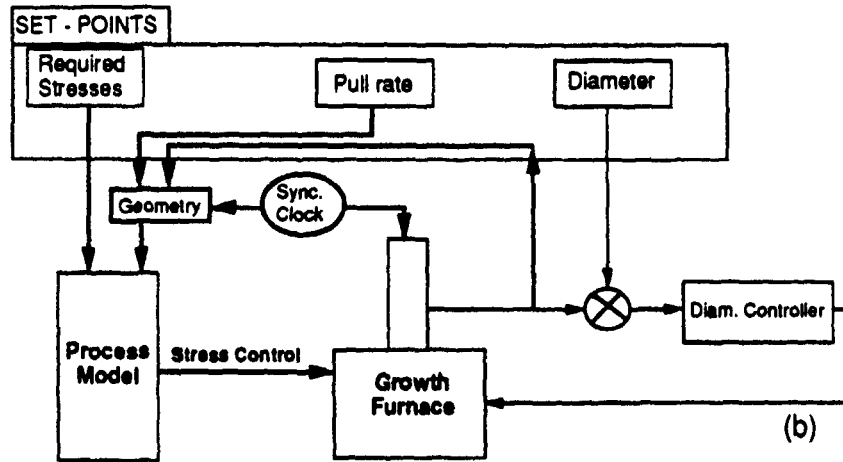 SET - POINTS
Required
Stresses
Pull rate
Diameter
Geometry
Sync.
Clock
Process
Model
Stress Control
Growth
Furnace
Diam. Controller
(b)